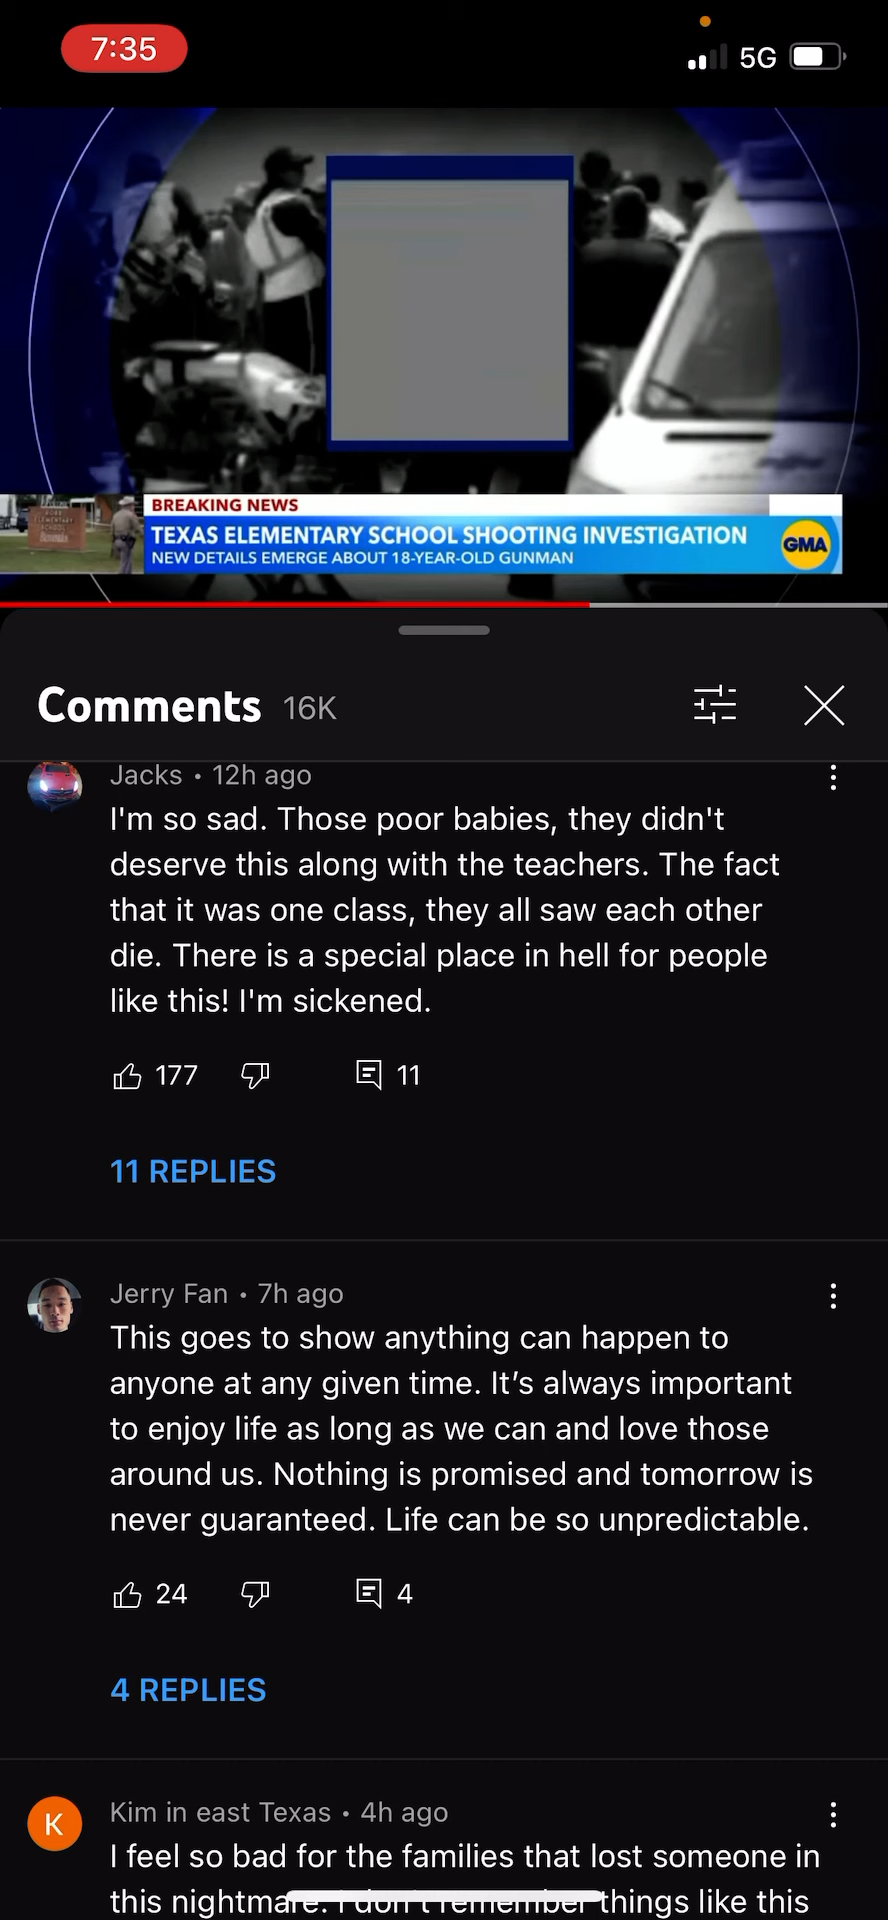 7:35
5G
BREAKING NEWS
TEXAS ELEMENTARY SCHOOL SHOOTING INVESTIGATION
NEW DETAILS EMERGE ABOUT 18-YEAR-OLD GUNMAN
GMA
ROBB
ELEMENTARY
SCHOOL
Comments 16K
Jacks • 12h ago
I'm so sad. Those poor babies, they didn't
deserve this along with the teachers. The fact
that it was one class, they all saw each other
die. There is a special place in hell for people
like this! I'm sickened.
177 11
11 REPLIES
Jerry Fan • 7h ago
This goes to show anything can happen to
anyone at any given time. It’s always important
to enjoy life as long as we can and love those
around us. Nothing is promised and tomorrow is
never guaranteed. Life can be so unpredictable.
24 4
4 REPLIES
K
Kim in east Texas • 4h ago
I feel so bad for the families that lost someone in
this nightmare. I don't remember things like this